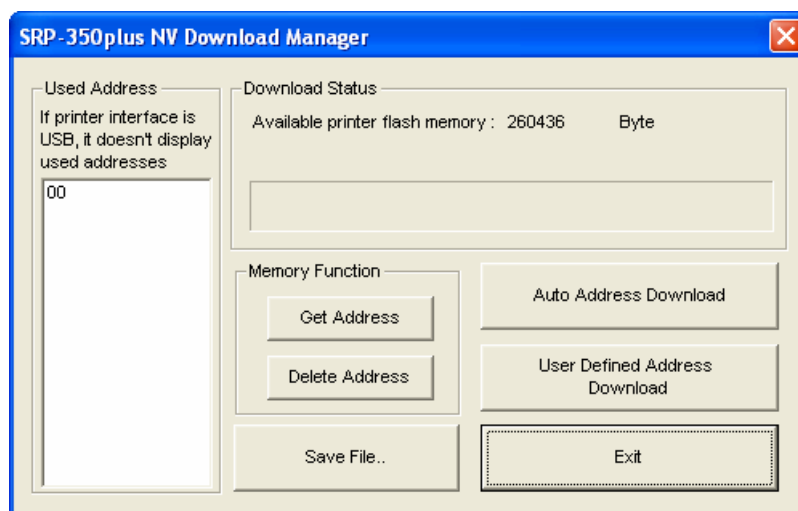 SRP-350plus NV Download Manager
Used Address
If printer interface is
USB, it doesn't display
used addresses
00
Download Status
Available printer flash memory : 260436 Byte
Memory Function
Get Address
Delete Address
Auto Address Download
User Defined Address
Download
Save File..
Exit